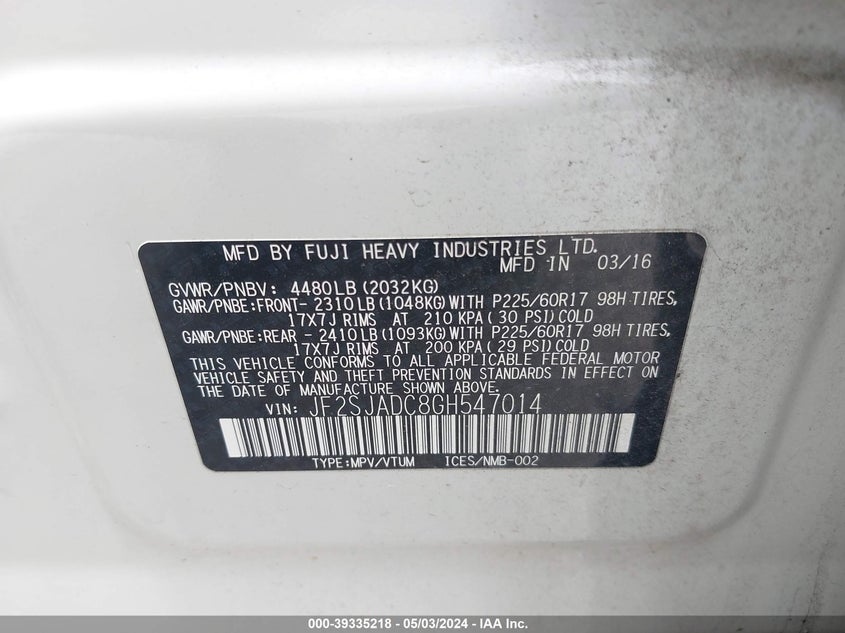 MFD BY FUJI HEAVY INDUSTRIES LTD.
MFD IN 03/16
GVWR/PNBV: 4480LB(2032KG)
GAWR/PNBE:FRONT- 2310LB(1048KG)WITH P225/60R17 98H TIRES,
17X7J RIMS AT 210 KPA(30 PSI)COLD
GAWR/PNBE:REAR - 2410LB(1093KG)WITH P225/60R17 98H TIRES,
17X7J RIMS AT 200 KPA(29 PSI)COLD
THIS VEHICLE CONFORMS TO ALL APPLICABLE FEDERAL MOTOR
VEHICLE SAFETY AND THEFT PREVENTION STANDARDS IN EFFECT ON
THE DATE OF MANUFACTURE SHOWN ABOVE.
VIN: JF2SJADC8GH547014
TYPE:MPV/VTUM ICES/NMB-002
000-39335218 - 05/03/2024 - IAA Inc.